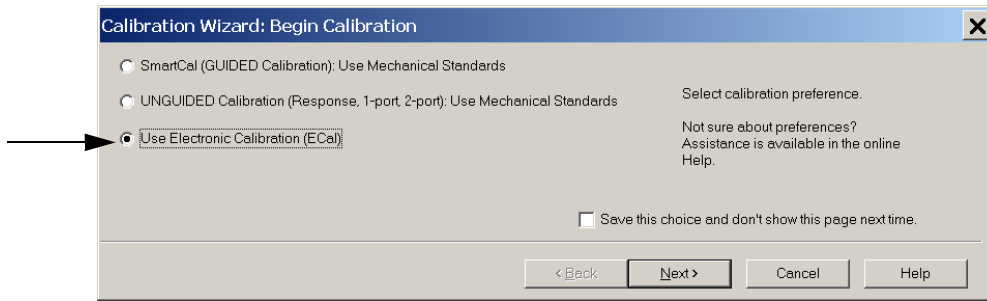 Calibration Wizard: Begin Calibration
SmartCal (GUIDED Calibration): Use Mechanical Standards
UNGUIDED Calibration (Response, 1-port, 2-port): Use Mechanical Standards
Use Electronic Calibration (ECal)
Select calibration preference.
Not sure about preferences?
Assistance is available in the online
Help.
Save this choice and don't show this page next time.
< Back
Next >
Cancel
Help